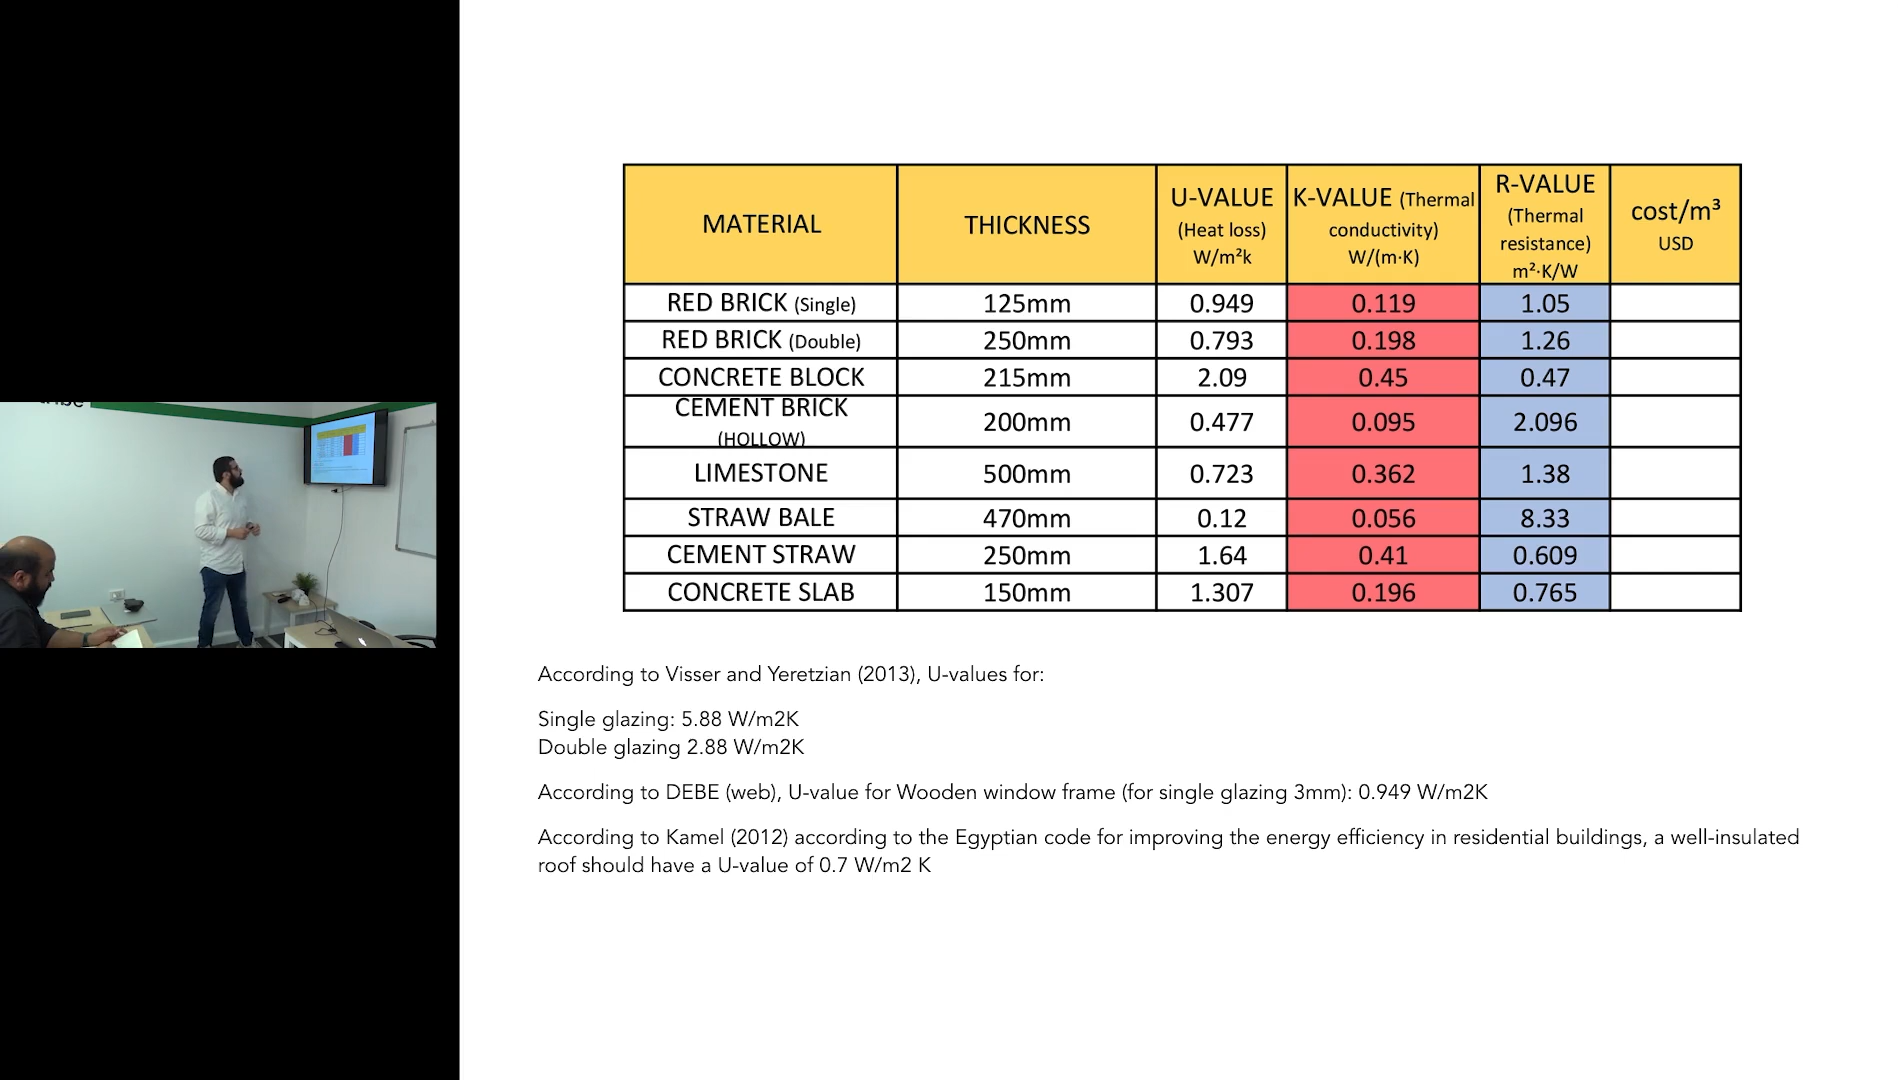 MATERIAL THICKNESS U-VALUE (Heat loss) W/m²k K-VALUE (Thermal conductivity) W/(m·K) R-VALUE (Thermal resistance) m²·K/W cost/m³ USD
RED BRICK (Single) 125mm 0.949 0.119 1.05
RED BRICK (Double) 250mm 0.793 0.198 1.26
CONCRETE BLOCK 215mm 2.09 0.45 0.47
CEMENT BRICK (HOLLOW) 200mm 0.477 0.095 2.096
LIMESTONE 500mm 0.723 0.362 1.38
STRAW BALE 470mm 0.12 0.056 8.33
CEMENT STRAW 250mm 1.64 0.41 0.609
CONCRETE SLAB 150mm 1.307 0.196 0.765
According to Visser and Yeretzian (2013), U-values for:
Single glazing: 5.88 W/m2K
Double glazing 2.88 W/m2K
According to DEBE (web), U-value for Wooden window frame (for single glazing 3mm): 0.949 W/m2K
According to Kamel (2012) according to the Egyptian code for improving the energy efficiency in residential buildings, a well-insulated
roof should have a U-value of 0.7 W/m2 K